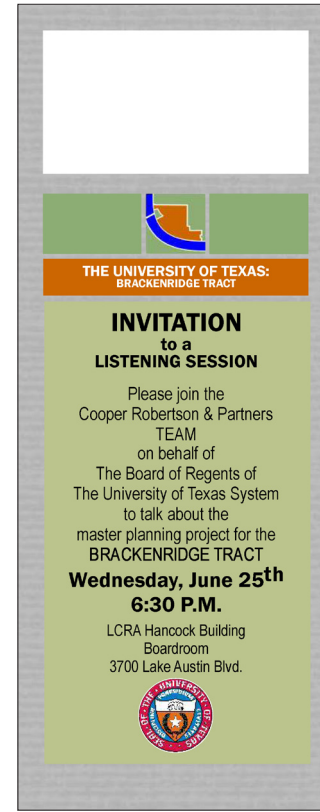 THE UNIVERSITY OF TEXAS:
BRACKENRIDGE TRACT
INVITATION
to a
LISTENING SESSION
Please join the
Cooper Robertson & Partners
TEAM
on behalf of
The Board of Regents of
The University of Texas System
to talk about the
master planning project for the
BRACKENRIDGE TRACT
Wednesday, June 25th
6:30 P.M.
LCRA Hancock Building
Boardroom
3700 Lake Austin Blvd.
SEAL OF THE UNIVERSITY OF TEXAS